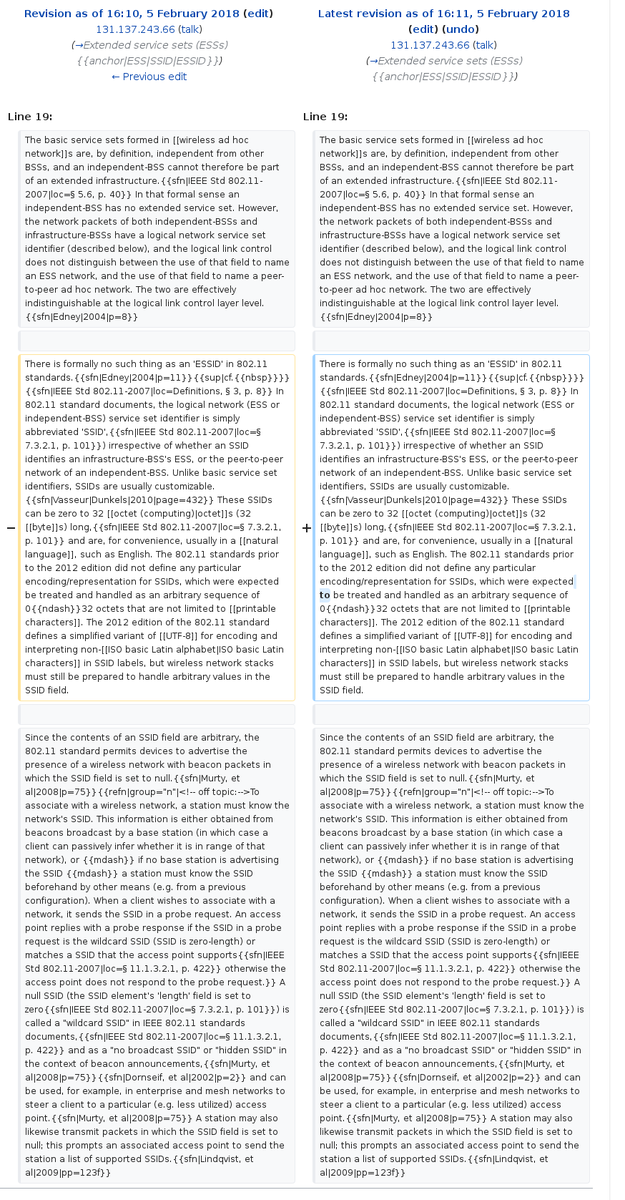 Revision as of 16:10, 5 February 2018 (edit)
131.137.243.66 (talk)
(→Extended service sets (ESSs)
{{anchor|ESS|SSID|ESSID}})
← Previous edit
Latest revision as of 16:11, 5 February 2018
(edit) (undo)
131.137.243.66 (talk)
(→Extended service sets (ESSs)
{{anchor|ESS|SSID|ESSID}})
Line 19:
Line 19:
The basic service sets formed in [[wireless ad hoc
network]]s are, by definition, independent from other
BSSs, and an independent-BSS cannot therefore be part
of an extended infrastructure.{{sfn|IEEE Std 802.11-
2007|loc=§ 5.6, p. 40}} In that formal sense an
independent-BSS has no extended service set. However,
the network packets of both independent-BSSs and
infrastructure-BSSs have a logical network service set
identifier (described below), and the logical link control
does not distinguish between the use of that field to name
an ESS network, and the use of that field to name a peer-
to-peer ad hoc network. The two are effectively
indistinguishable at the logical link control layer level.
{{sfn|Edney|2004|p=8}}
The basic service sets formed in [[wireless ad hoc
network]]s are, by definition, independent from other
BSSs, and an independent-BSS cannot therefore be part
of an extended infrastructure.{{sfn|IEEE Std 802.11-
2007|loc=§ 5.6, p. 40}} In that formal sense an
independent-BSS has no extended service set. However,
the network packets of both independent-BSSs and
infrastructure-BSSs have a logical network service set
identifier (described below), and the logical link control
does not distinguish between the use of that field to name
an ESS network, and the use of that field to name a peer-
to-peer ad hoc network. The two are effectively
indistinguishable at the logical link control layer level.
{{sfn|Edney|2004|p=8}}
−
There is formally no such thing as an 'ESSID' in 802.11
standards.{{sfn|Edney|2004|p=11}}{{sup|cf.{{nbsp}}}}
{{sfn|IEEE Std 802.11-2007|loc=Definitions, § 3, p. 8}} In
802.11 standard documents, the logical network (ESS or
independent-BSS) service set identifier is simply
abbreviated 'SSID',{{sfn|IEEE Std 802.11-2007|loc=§
7.3.2.1, p. 101}}) irrespective of whether an SSID
identifies an infrastructure-BSS's ESS, or the peer-to-peer
network of an independent-BSS. Unlike basic service set
identifiers, SSIDs are usually customizable.
{{sfn|Vasseur|Dunkels|2010|page=432}} These SSIDs
can be zero to 32 [[octet (computing)|octet]]s (32
[[byte]]s) long,{{sfn|IEEE Std 802.11-2007|loc=§ 7.3.2.1,
p. 101}} and are, for convenience, usually in a [[natural
language]], such as English. The 802.11 standards prior
to the 2012 edition did not define any particular
encoding/representation for SSIDs, which were expected
be treated and handled as an arbitrary sequence of
0{{ndash}}32 octets that are not limited to [[printable
characters]]. The 2012 edition of the 802.11 standard
defines a simplified variant of [[UTF-8]] for encoding and
interpreting non-[[ISO basic Latin alphabet|ISO basic Latin
characters]] in SSID labels, but wireless network stacks
must still be prepared to handle arbitrary values in the
SSID field.
+
There is formally no such thing as an 'ESSID' in 802.11
standards.{{sfn|Edney|2004|p=11}}{{sup|cf.{{nbsp}}}}
{{sfn|IEEE Std 802.11-2007|loc=Definitions, § 3, p. 8}} In
802.11 standard documents, the logical network (ESS or
independent-BSS) service set identifier is simply
abbreviated 'SSID',{{sfn|IEEE Std 802.11-2007|loc=§
7.3.2.1, p. 101}}) irrespective of whether an SSID
identifies an infrastructure-BSS's ESS, or the peer-to-peer
network of an independent-BSS. Unlike basic service set
identifiers, SSIDs are usually customizable.
{{sfn|Vasseur|Dunkels|2010|page=432}} These SSIDs
can be zero to 32 [[octet (computing)|octet]]s (32
[[byte]]s) long,{{sfn|IEEE Std 802.11-2007|loc=§ 7.3.2.1,
p. 101}} and are, for convenience, usually in a [[natural
language]], such as English. The 802.11 standards prior
to the 2012 edition did not define any particular
encoding/representation for SSIDs, which were expected
to be treated and handled as an arbitrary sequence of
0{{ndash}}32 octets that are not limited to [[printable
characters]]. The 2012 edition of the 802.11 standard
defines a simplified variant of [[UTF-8]] for encoding and
interpreting non-[[ISO basic Latin alphabet|ISO basic Latin
characters]] in SSID labels, but wireless network stacks
must still be prepared to handle arbitrary values in the
SSID field.
Since the contents of an SSID field are arbitrary, the
802.11 standard permits devices to advertise the
presence of a wireless network with beacon packets in
which the SSID field is set to null.{{sfn|Murty, et
al|2008|p=75}}{{refn|group="n"|<!-- off topic:-->To
associate with a wireless network, a station must know the
network's SSID. This information is either obtained from
beacons broadcast by a base station (in which case a
client can passively infer whether it is in range of that
network), or {{mdash}} if no base station is advertising
the SSID {{mdash}} a station must know the SSID
beforehand by other means (e.g. from a previous
configuration). When a client wishes to associate with a
network, it sends the SSID in a probe request. An access
point replies with a probe response if the SSID in a probe
request is the wildcard SSID (SSID is zero-length) or
matches a SSID that the access point supports{{sfn|IEEE
Std 802.11-2007|loc=§ 11.1.3.2.1, p. 422}} otherwise the
access point does not respond to the probe request.}} A
null SSID (the SSID element's 'length' field is set to
zero{{sfn|IEEE Std 802.11-2007|loc=§ 7.3.2.1, p. 101}}) is
called a "wildcard SSID" in IEEE 802.11 standards
documents,{{sfn|IEEE Std 802.11-2007|loc=§ 11.1.3.2.1,
p. 422}} and as a "no broadcast SSID" or "hidden SSID" in
the context of beacon announcements,{{sfn|Murty, et
al|2008|p=75}}{{sfn|Dornseif, et al|2002|p=2}} and can
be used, for example, in enterprise and mesh networks to
steer a client to a particular (e.g. less utilized) access
point.{{sfn|Murty, et al|2008|p=75}} A station may also
likewise transmit packets in which the SSID field is set to
null; this prompts an associated access point to send the
station a list of supported SSIDs.{{sfn|Lindqvist, et
al|2009|pp=123f}}
Since the contents of an SSID field are arbitrary, the
802.11 standard permits devices to advertise the
presence of a wireless network with beacon packets in
which the SSID field is set to null.{{sfn|Murty, et
al|2008|p=75}}{{refn|group="n"|<!-- off topic:-->To
associate with a wireless network, a station must know the
network's SSID. This information is either obtained from
beacons broadcast by a base station (in which case a
client can passively infer whether it is in range of that
network), or {{mdash}} if no base station is advertising
the SSID {{mdash}} a station must know the SSID
beforehand by other means (e.g. from a previous
configuration). When a client wishes to associate with a
network, it sends the SSID in a probe request. An access
point replies with a probe response if the SSID in a probe
request is the wildcard SSID (SSID is zero-length) or
matches a SSID that the access point supports{{sfn|IEEE
Std 802.11-2007|loc=§ 11.1.3.2.1, p. 422}} otherwise the
access point does not respond to the probe request.}} A
null SSID (the SSID element's 'length' field is set to
zero{{sfn|IEEE Std 802.11-2007|loc=§ 7.3.2.1, p. 101}}) is
called a "wildcard SSID" in IEEE 802.11 standards
documents,{{sfn|IEEE Std 802.11-2007|loc=§ 11.1.3.2.1,
p. 422}} and as a "no broadcast SSID" or "hidden SSID" in
the context of beacon announcements,{{sfn|Murty, et
al|2008|p=75}}{{sfn|Dornseif, et al|2002|p=2}} and can
be used, for example, in enterprise and mesh networks to
steer a client to a particular (e.g. less utilized) access
point.{{sfn|Murty, et al|2008|p=75}} A station may also
likewise transmit packets in which the SSID field is set to
null; this prompts an associated access point to send the
station a list of supported SSIDs.{{sfn|Lindqvist, et
al|2009|pp=123f}}